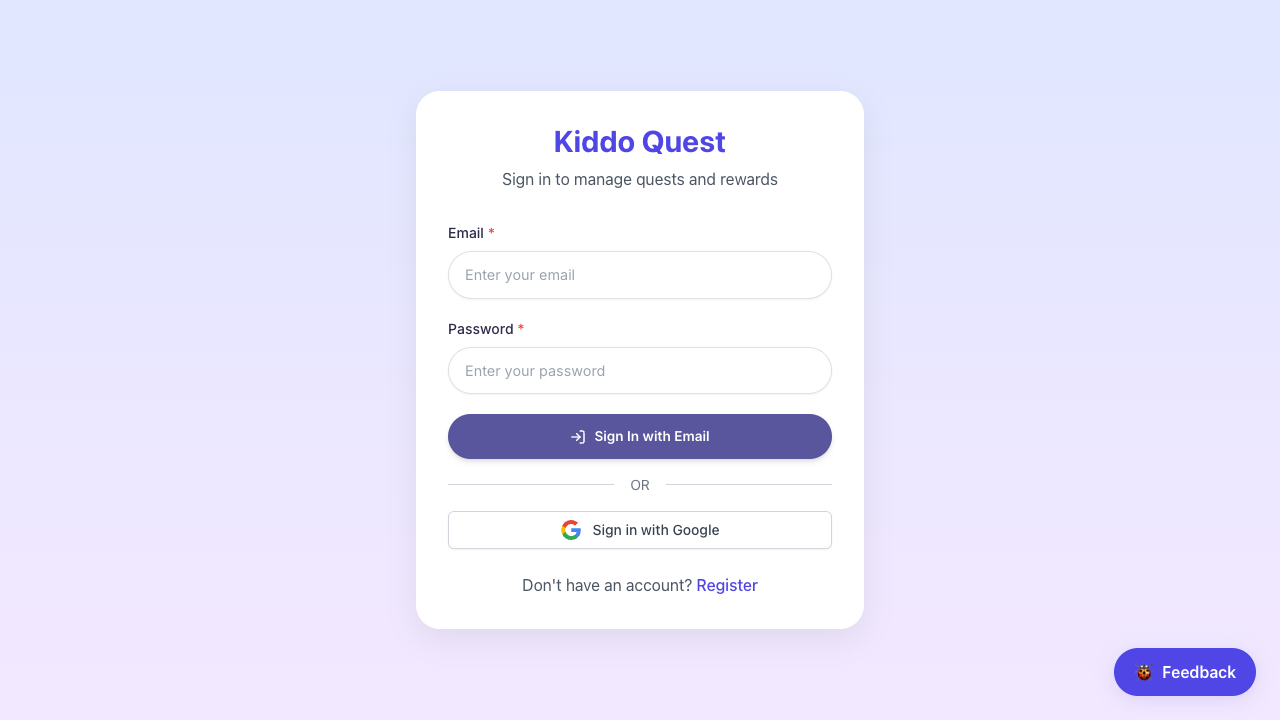 Kiddo Quest
Sign in to manage quests and rewards
Email *
Enter your email
Password *
Enter your password
Sign In with Email
OR
Sign in with Google
Don't have an account? Register
Feedback